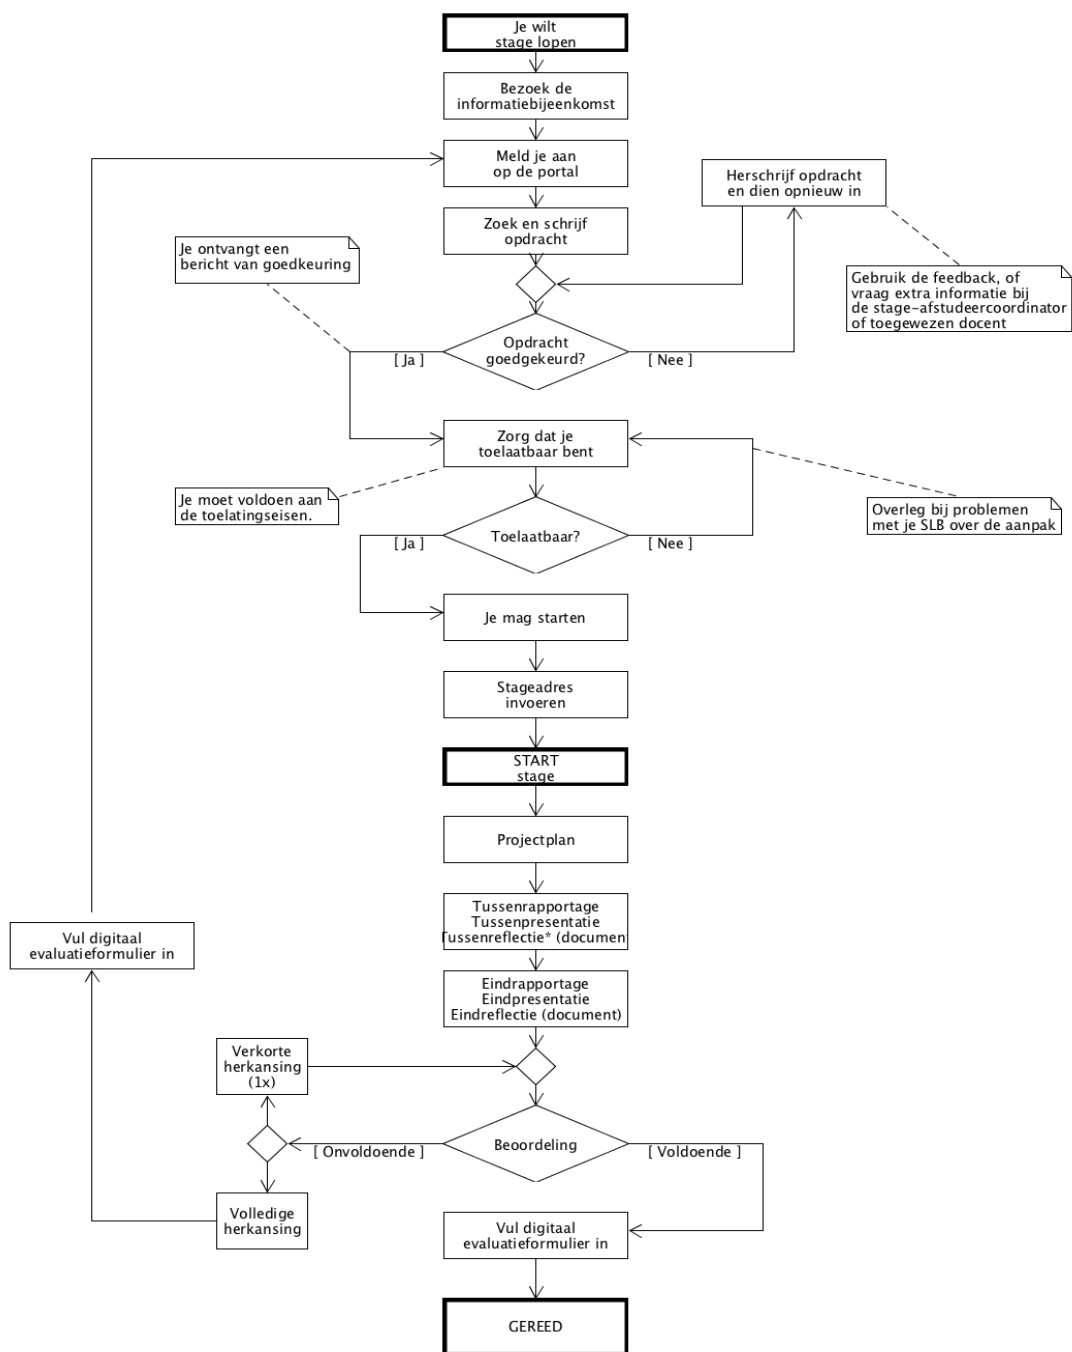 Je wilt
stage lopen
Bezoek de
informatiebijeenkomst
Meld je aan
op de portal
Herschrijf opdracht
en dien opnieuw in
Zoek en schrijf
opdracht
Je ontvangt een
bericht van goedkeuring
Gebruik de feedback, of
vraag extra informatie bij
de stage-afstudeercoordinator
of toegewezen docent
Opdracht
goedgekeurd?
[ Ja ]
[ Nee ]
Zorg dat je
toelaatbaar bent
Je moet voldoen aan
de toelatingseisen.
Overleg bij problemen
met je SLB over de aanpak
Toelaatbaar?
[ Ja ]
[ Nee ]
Je mag starten
Stageadres
invoeren
START
stage
Projectplan
Tussenrapportage
Tussenpresentatie
Tussenreflectie* (document
Vul digitaal
evaluatieformulier in
Eindrapportage
Eindpresentatie
Eindreflectie (document)
Verkorte
herkansing
(1x)
Beoordeling
[ Onvoldoende ]
[ Voldoende ]
Volledige
herkansing
Vul digitaal
evaluatieformulier in
GEREED